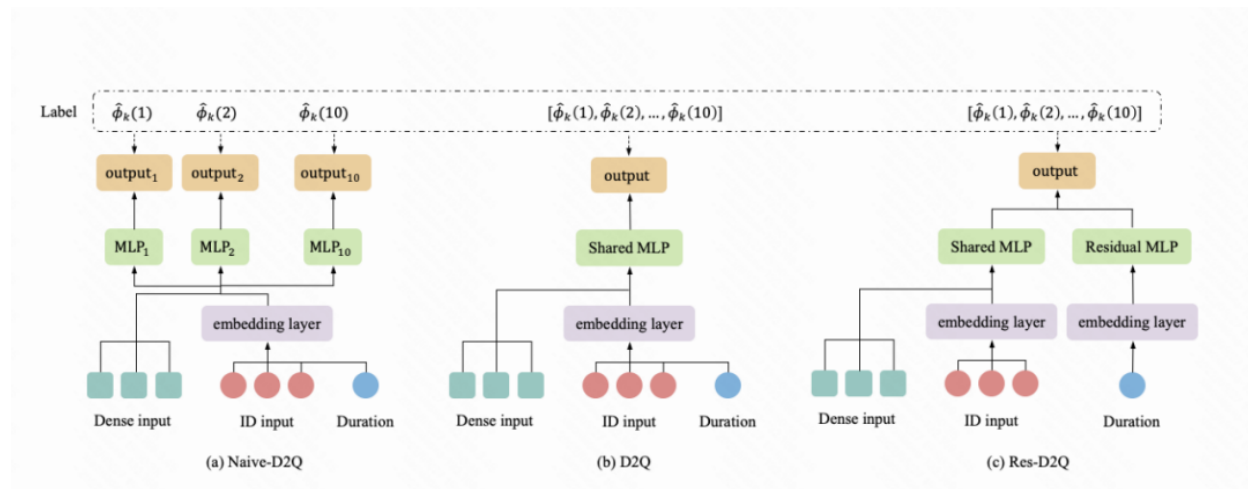 Label
ϕ̂ₖ(1) ϕ̂ₖ(2) ϕ̂ₖ(10) [ϕ̂ₖ(1), ϕ̂ₖ(2), ..., ϕ̂ₖ(10)] [ϕ̂ₖ(1), ϕ̂ₖ(2), ..., ϕ̂ₖ(10)]
output₁ output₂ output₁₀ output output
MLP₁ MLP₂ MLP₁₀ Shared MLP Shared MLP Residual MLP
embedding layer embedding layer embedding layer embedding layer
Dense input ID input Duration Dense input ID input Duration Dense input ID input Duration
(a) Naive-D2Q (b) D2Q (c) Res-D2Q